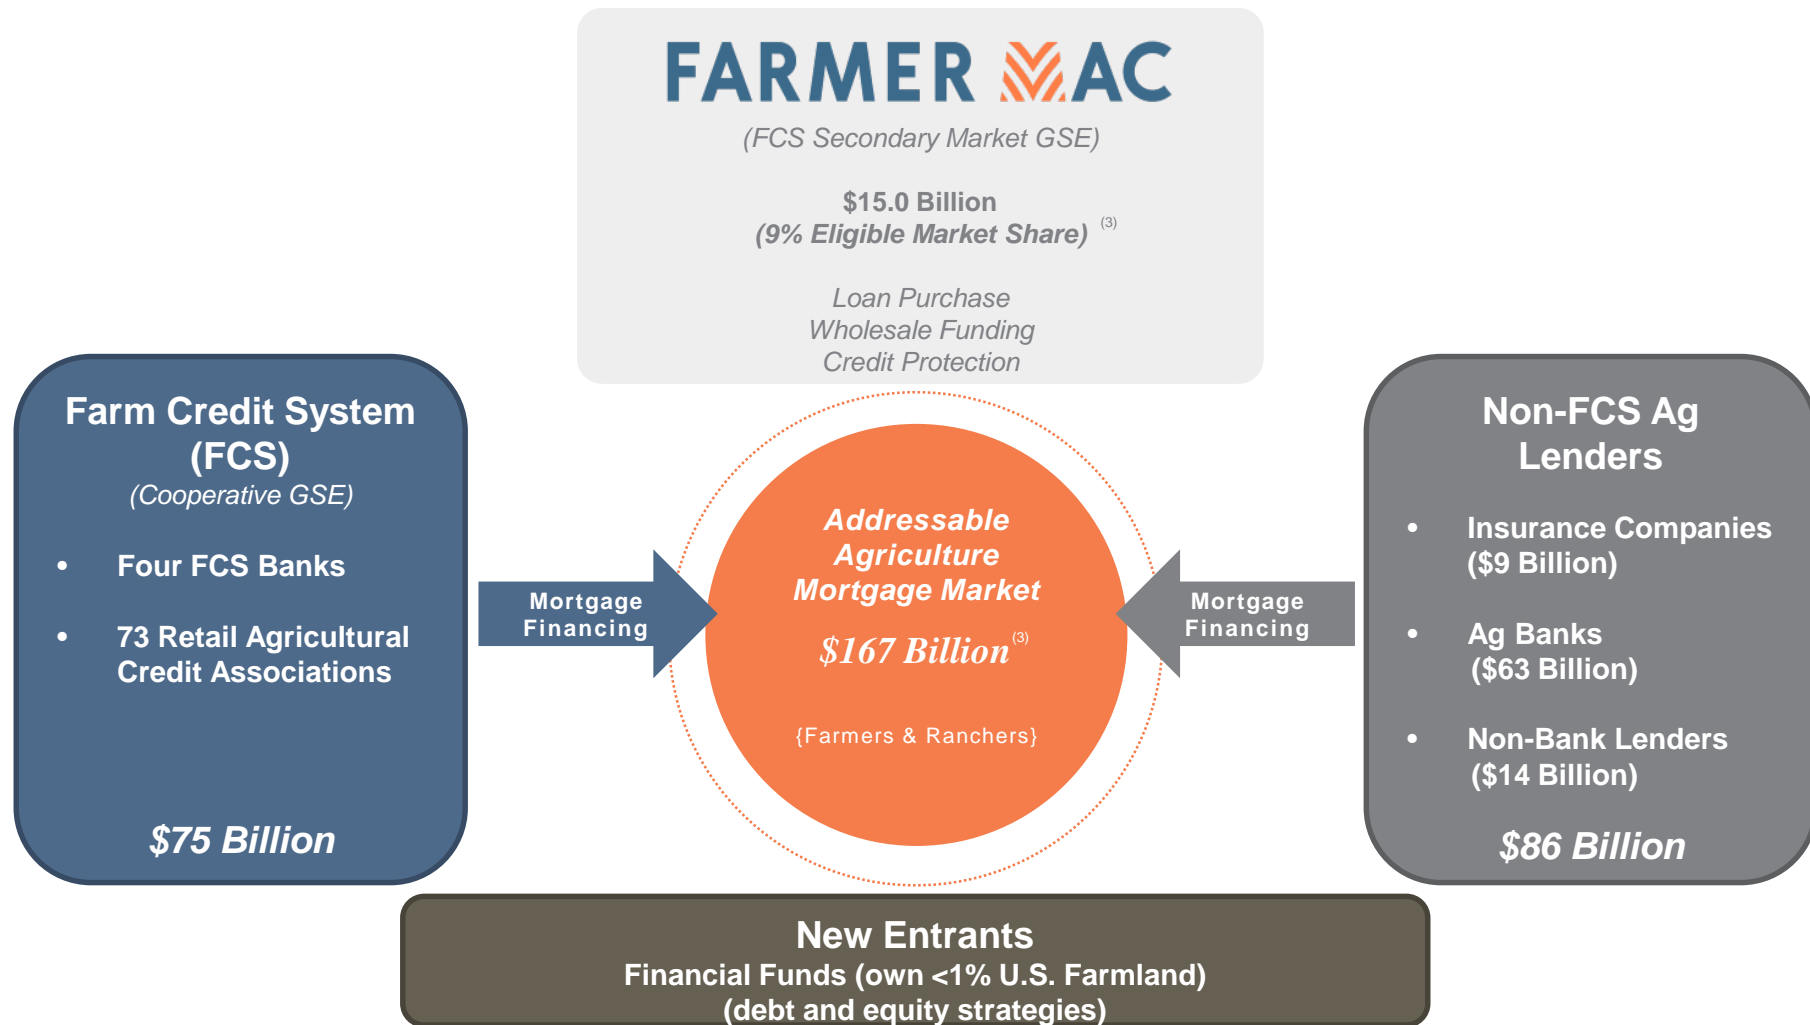 FARMER MAC
(FCS Secondary Market GSE)
$15.0 Billion
(9% Eligible Market Share) (3)
Loan Purchase
Wholesale Funding
Credit Protection
Farm Credit System
(FCS)
(Cooperative GSE)
• Four FCS Banks
• 73 Retail Agricultural
Credit Associations
$75 Billion
Mortgage
Financing
Addressable
Agriculture
Mortgage Market
$167 Billion (3)
{Farmers & Ranchers}
Mortgage
Financing
Non-FCS Ag
Lenders
• Insurance Companies
($9 Billion)
• Ag Banks
($63 Billion)
• Non-Bank Lenders
($14 Billion)
$86 Billion
New Entrants
Financial Funds (own <1% U.S. Farmland)
(debt and equity strategies)